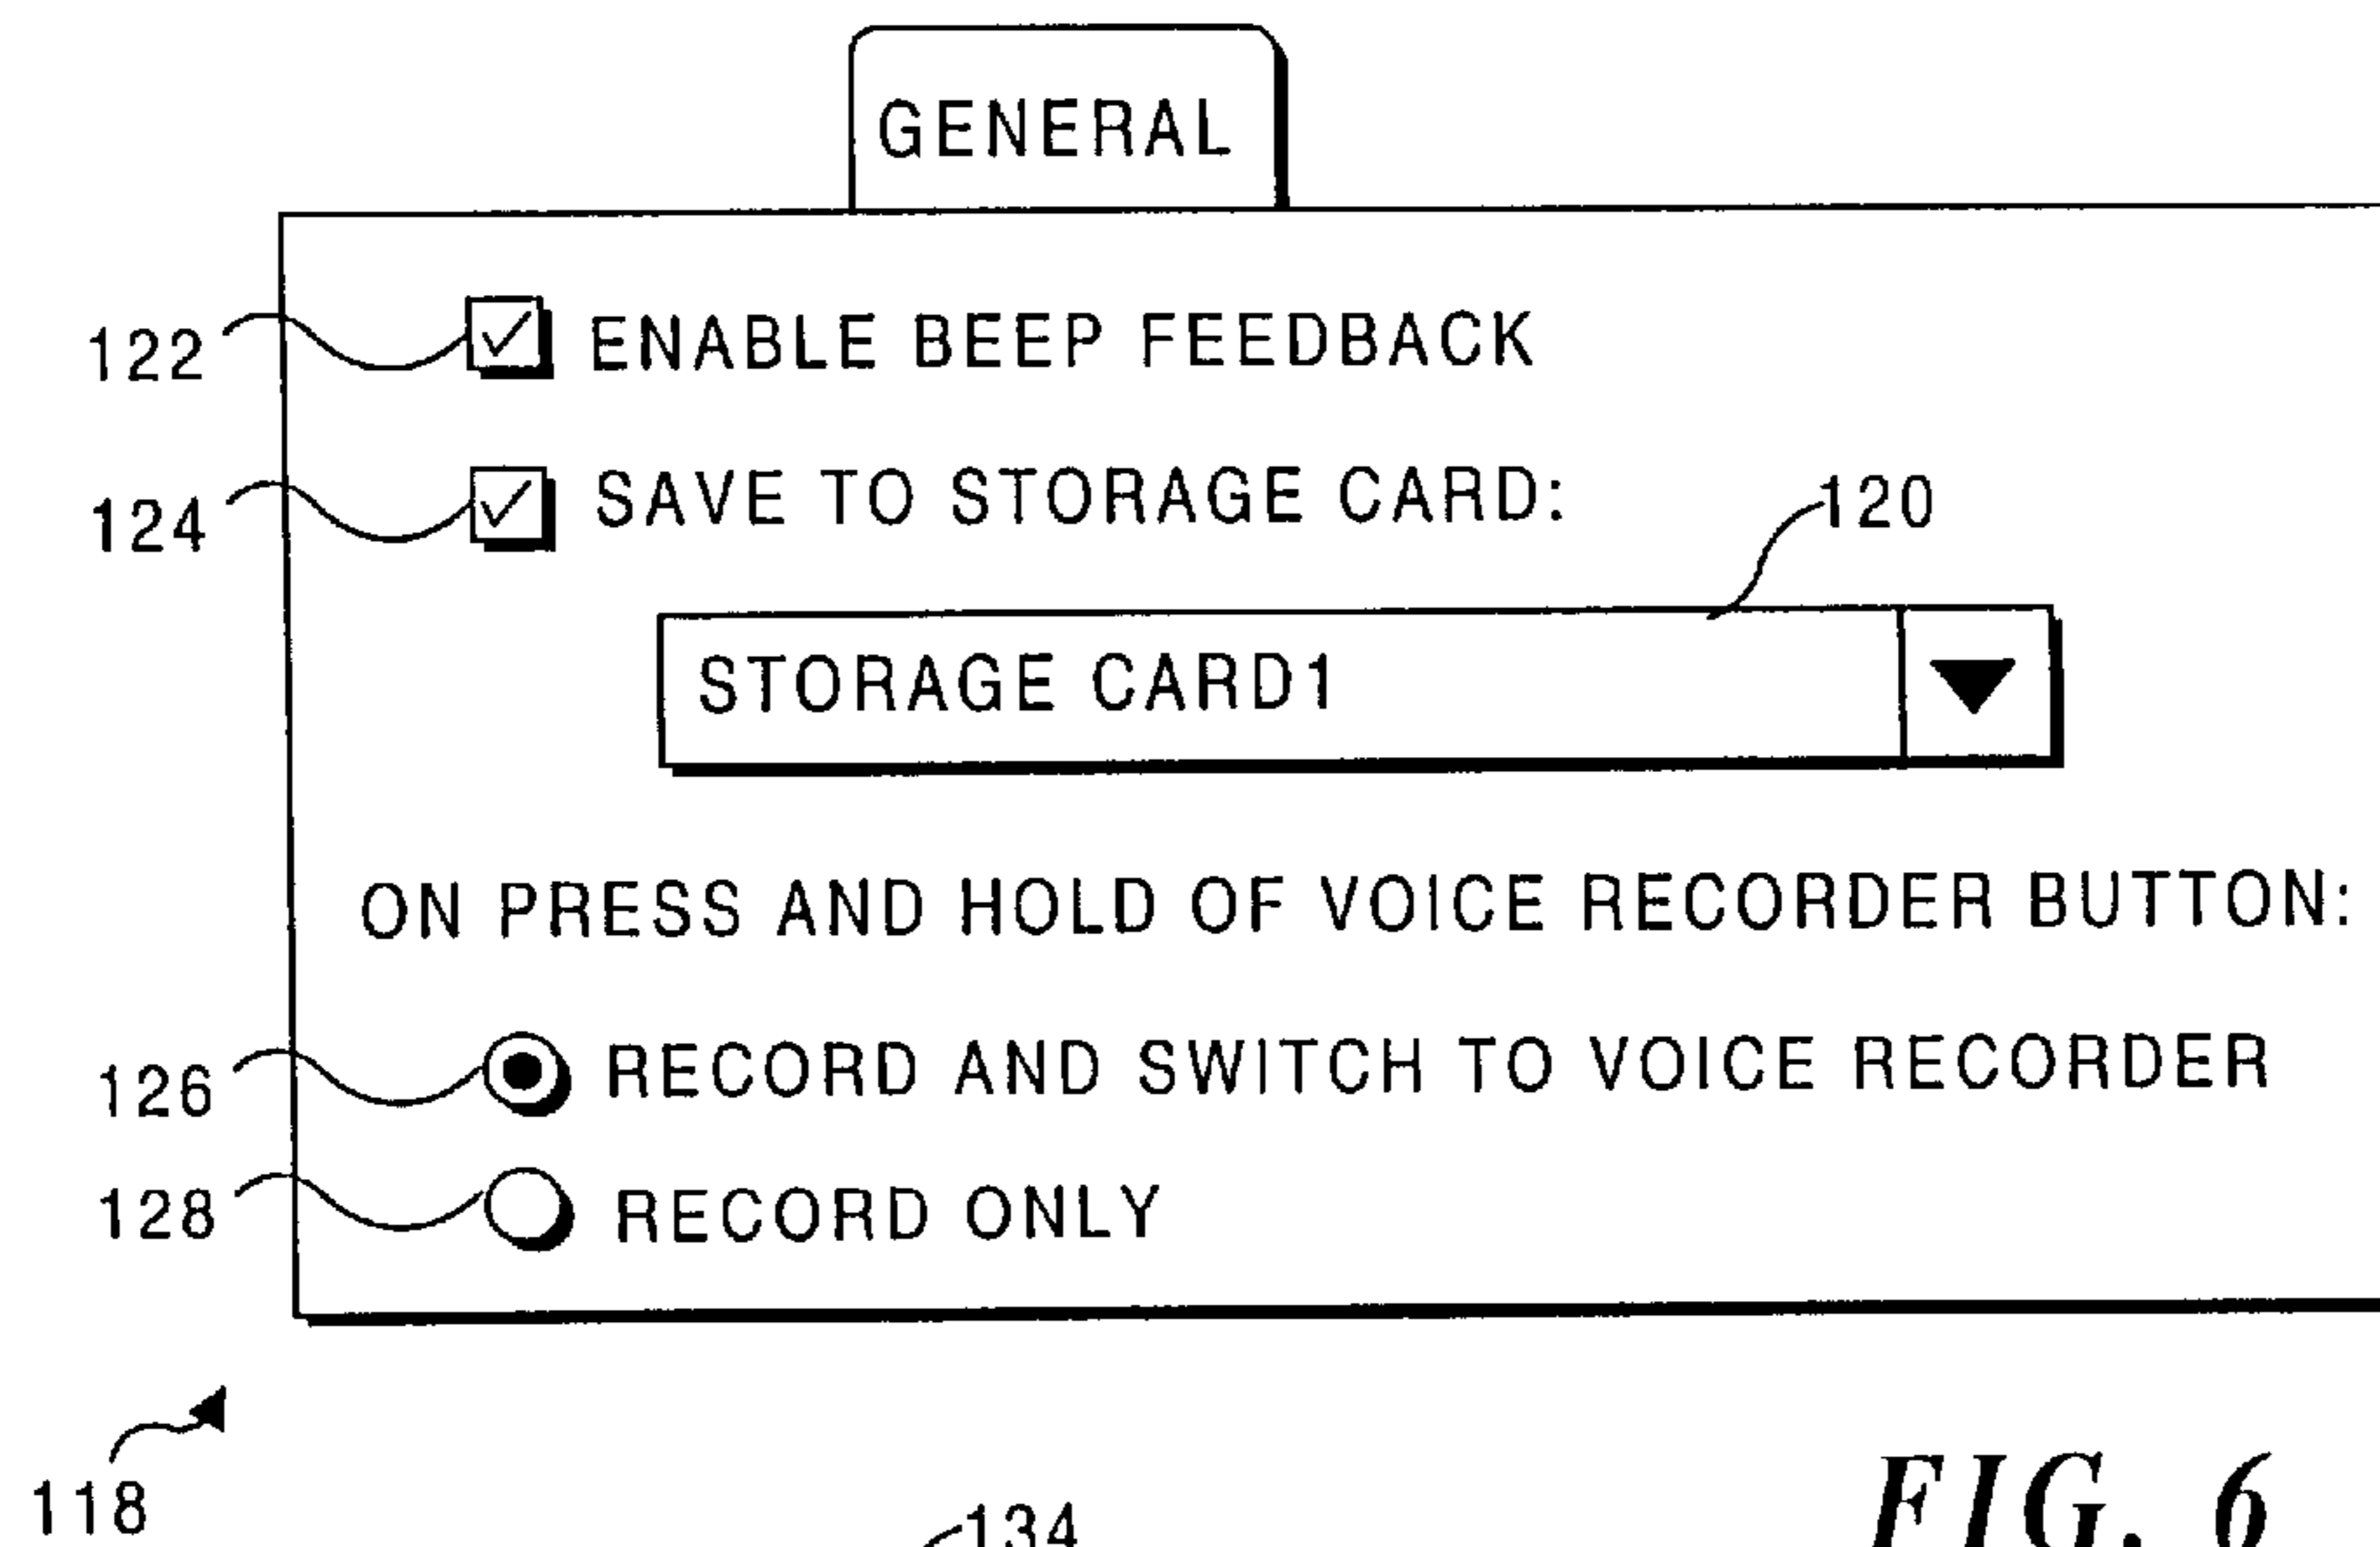 GENERAL
122 ENABLE BEEP FEEDBACK
124 SAVE TO STORAGE CARD:
120
STORAGE CARD1
ON PRESS AND HOLD OF VOICE RECORDER BUTTON:
126 RECORD AND SWITCH TO VOICE RECORDER
128 RECORD ONLY
118
134
FIG. 6